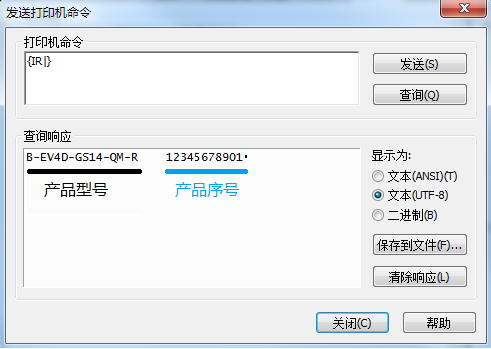 发送打印机命令
打印机命令
{IR|}
发送(S)
查询(Q)
查询响应
B-EV4D-GS14-QM-R 12345678901•
产品型号 产品序号
显示为:
文本(ANSI)(T)
文本(UTF-8)
二进制(B)
保存到文件(F)...
清除响应(L)
关闭(C)
帮助